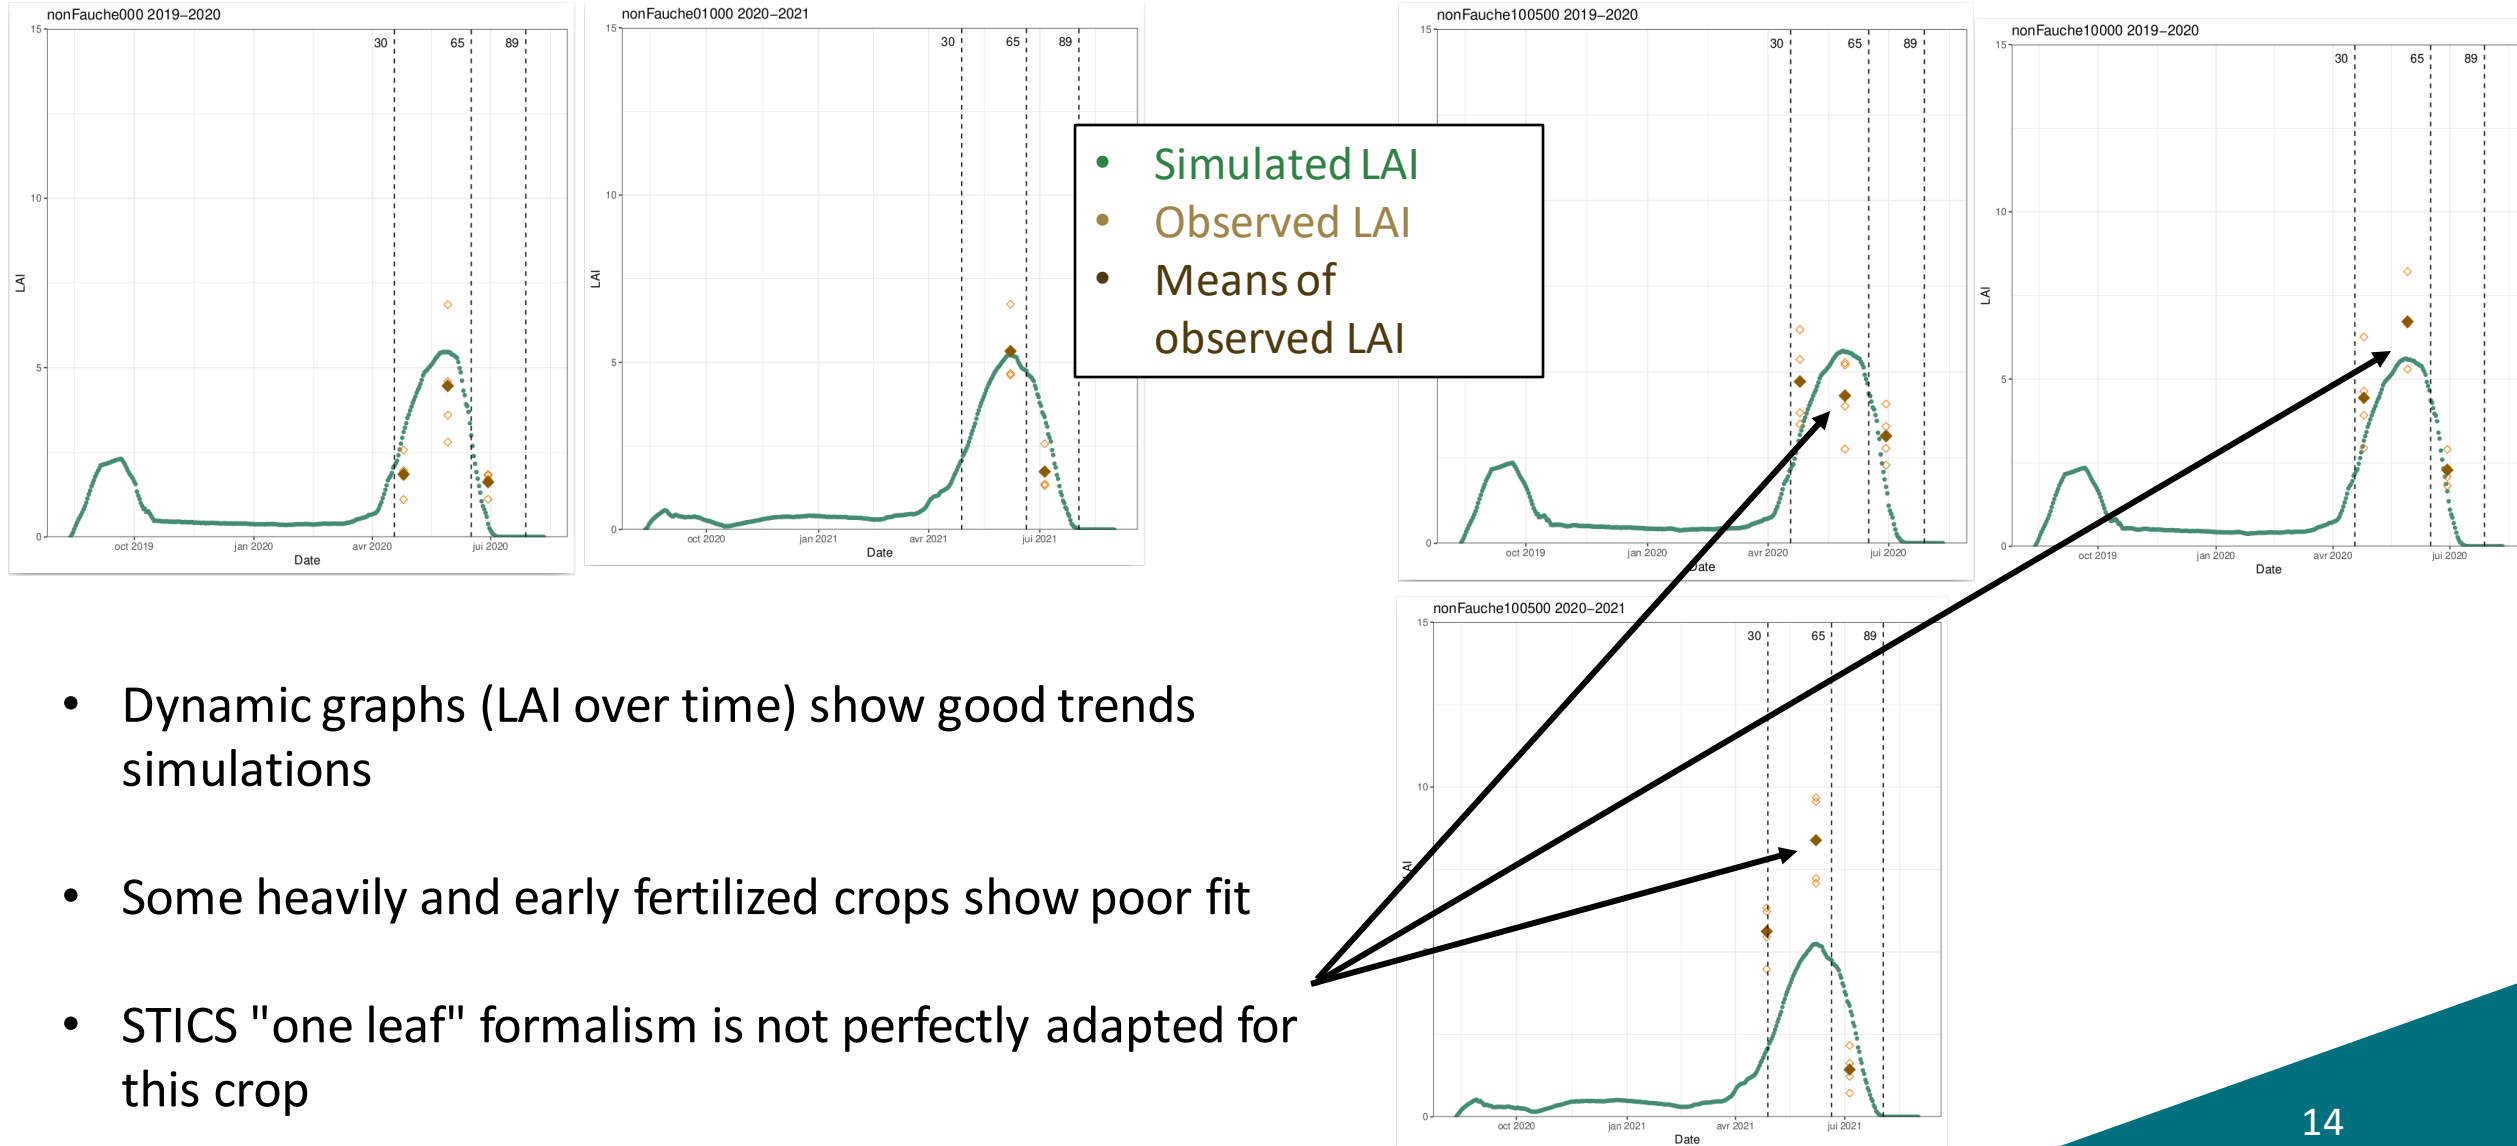 nonFauche000 2019−2020
15
10
5
0
LAI
30
65
89
oct 2019
jan 2020
avr 2020
jui 2020
Date
nonFauche01000 2020−2021
15
10
5
0
LAI
30
65
89
oct 2020
jan 2021
avr 2021
jui 2021
Date
• Simulated LAI
• Observed LAI
• Means of
observed LAI
nonFauche100500 2019−2020
15
0
30
65
89
oct 2019
jan 2020
avr 2020
jui 2020
Date
nonFauche10000 2019−2020
15
10
5
0
LAI
30
65
89
oct 2019
jan 2020
avr 2020
jui 2020
Date
nonFauche100500 2020−2021
15
10
0
LAI
30
65
89
oct 2020
jan 2021
avr 2021
jui 2021
Date
• Dynamic graphs (LAI over time) show good trends
simulations
• Some heavily and early fertilized crops show poor fit
• STICS "one leaf" formalism is not perfectly adapted for
this crop
14